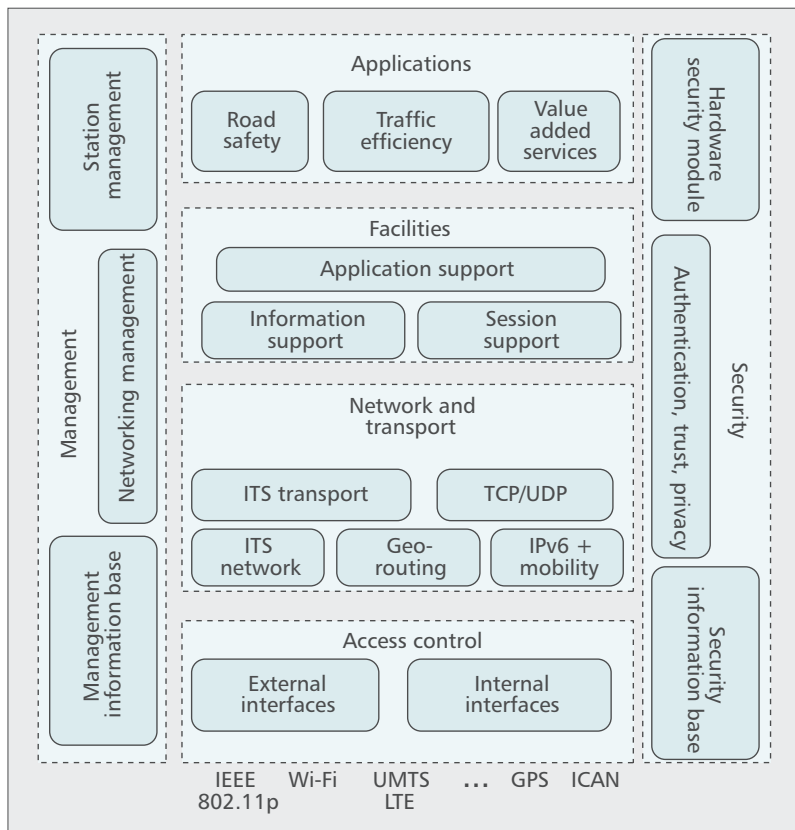 Station
management
Management
Networking management
Management
information base
Applications
Road
safety
Traffic
efficiency
Value
added
services
Facilities
Application support
Information
support
Session
support
Network and
transport
ITS transport
TCP/UDP
ITS
network
Geo-
routing
IPv6 +
mobility
Access control
External
interfaces
Internal
interfaces
Hardware
security module
Authentication, trust, privacy
Security
Security
information base
IEEE
802.11p
Wi-Fi
UMTS
LTE
...
GPS
ICAN